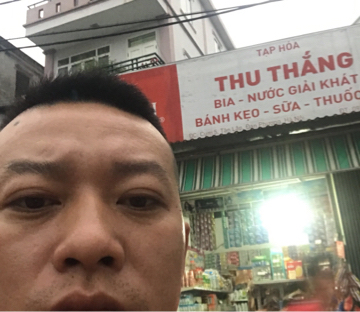 TẠP HÓA
THU THẮNG
BIA - NƯỚC GIẢI KHÁT
BÁNH KẸO - SỮA - THUỐC